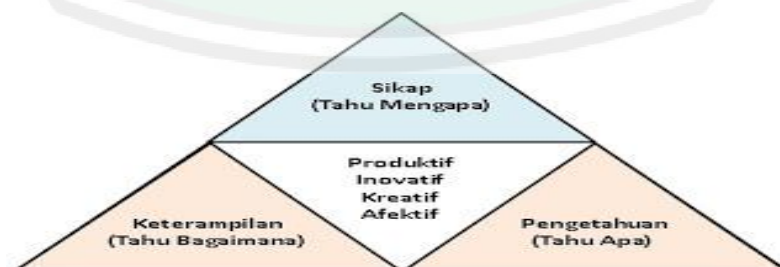 Sikap
(Tahu Mengapa)
Produktif
Inovatif
Kreatif
Afektif
Keterampilan
(Tahu Bagaimana)
Pengetahuan
(Tahu Apa)